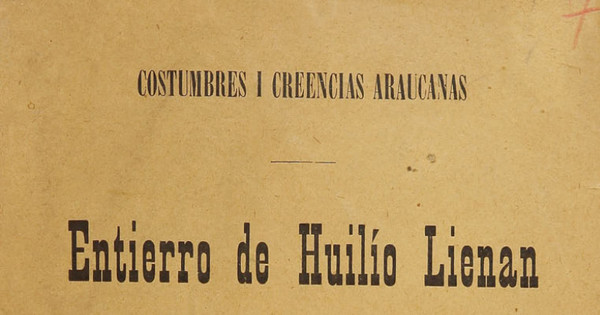 COSTUMBRES I CREENCIAS ARAUCANAS
Entierro de Huilío Lienan